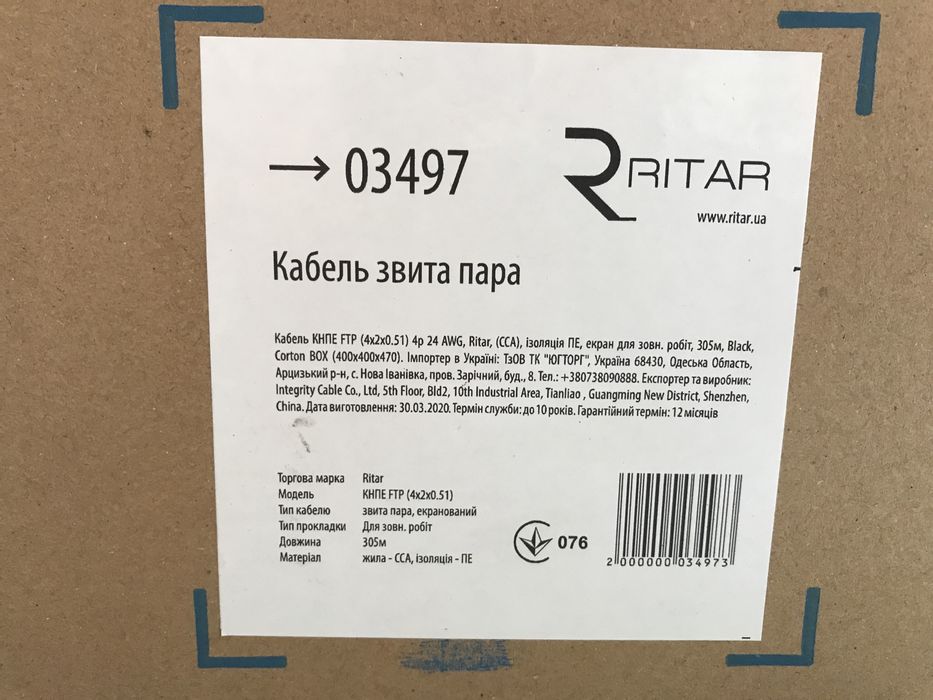 → 03497
RITAR
www.ritar.ua
Кабель звита пара
Кабель КНПЕ FTP (4x2x0.51) 4p 24 AWG, Ritar, (CCA), ізоляція ПЕ, екран для зовн. робіт, 305м, Black,
Corton BOX (400x400x470). Імпортер в Україні: ТзОВ ТК "ЮГТОРГ", Україна 68430, Одеська Область,
Арцизький р-н, с. Нова Іванівка, пров. Зарічний, буд., 8. Тел.: +380738090888. Експортер та виробник:
Integrity Cable Co., Ltd, 5th Floor, Bld2, 10th Industrial Area, Tianliao , Guangming New District, Shenzhen,
China. Дата виготовлення: 30.03.2020. Термін служби: до 10 років. Гарантійний термін: 12 місяців
Торгова марка Ritar
Модель КНПЕ FTP (4x2x0.51)
Тип кабелю звита пара, екранований
Тип прокладки Для зовн. робіт
Довжина 305м
Матеріал жила - CCA, ізоляція - ПЕ
076
2 000000 034973